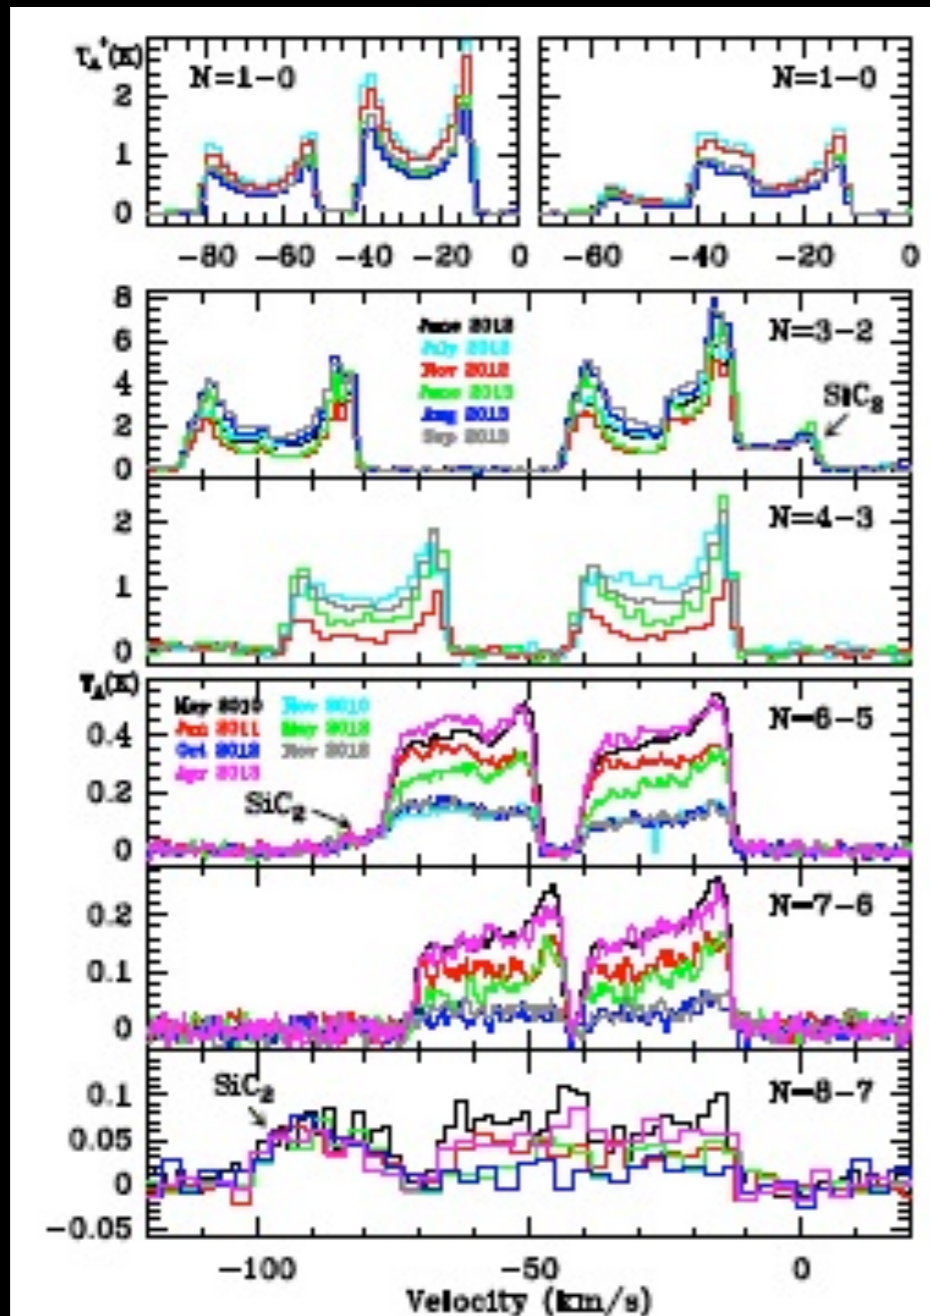 T_A*(K)
N=1-0
N=1-0
2
1
0
-80 -60 -40 -20 0
-60 -40 -20 0
8
6
4
2
0
June 2012
July 2012
Nov 2012
June 2013
Aug 2013
Sep 2013
N=3-2
SiC2
2
1
0
N=4-3
T_A(K)
May 2010
Nov 2010
Jan 2011
May 2012
Oct 2012
Nov 2012
Apr 2013
N=6-5
SiC2
0.4
0.2
0
N=7-6
0.2
0.1
0
SiC2
N=8-7
0.1
0.05
0
-0.05
-100 -50 0
Velocity (km/s)